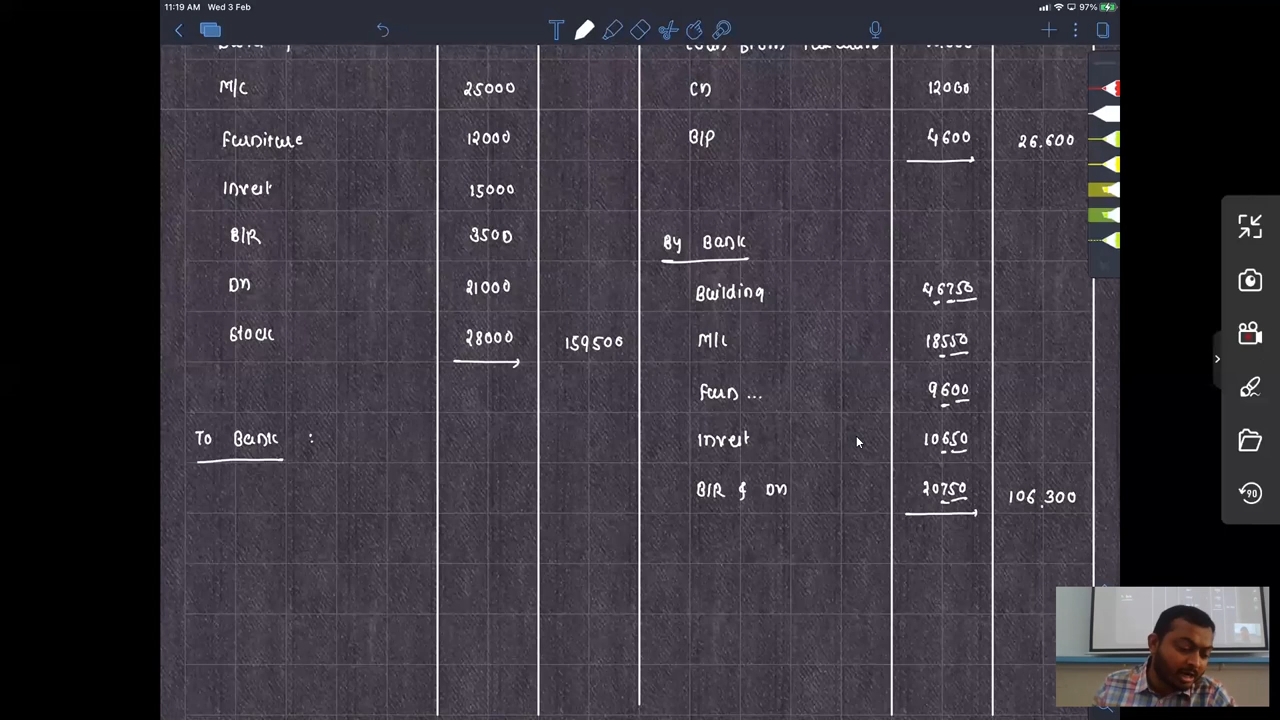 11:19 AM Wed 3 Feb
97%
M/C 25000
Furniture 12000
Invest 15000
B/R 3500
Dn 21000
Stock 28000 159500
To Bank :
Cn 12000
B/P 4600 26.600
By Bank
Building 46750
M/C 18550
Furn ... 9600
Invest 10650
B/R & Dn 20750 106.300
90